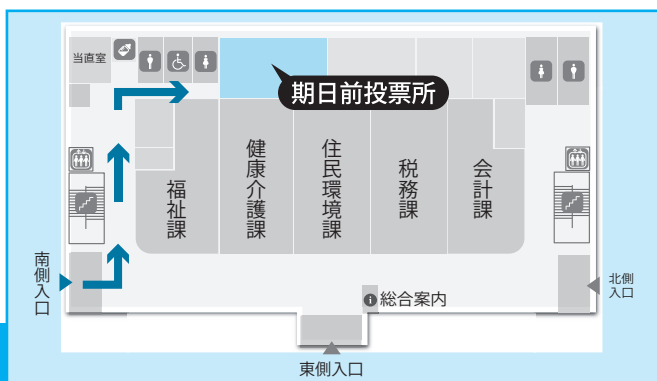 当直室
期日前投票所
福祉課
健康介護課
住民環境課
税務課
会計課
南側入口
北側
入口
i総合案内
東側入口